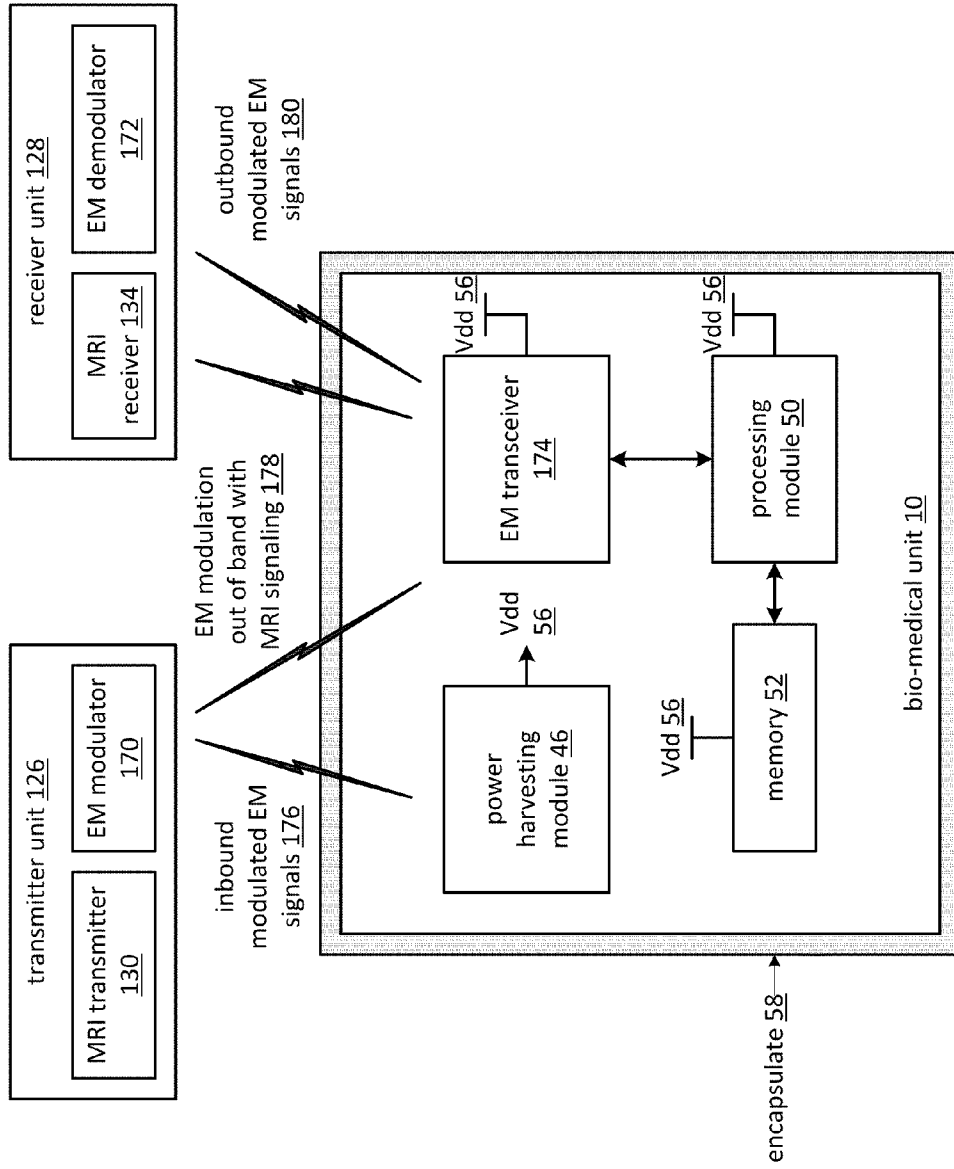 transmitter unit 126
MRI transmitter
130
EM modulator
170
receiver unit 128
MRI
receiver 134
EM demodulator
172
inbound
modulated EM
signals 176
EM modulation
out of band with
MRI signaling 178
outbound
modulated EM
signals 180
power
harvesting
module 46
Vdd
56
EM transceiver
174
Vdd 56
Vdd 56
memory 52
processing
module 50
Vdd 56
bio-medical unit 10
encapsulate 58